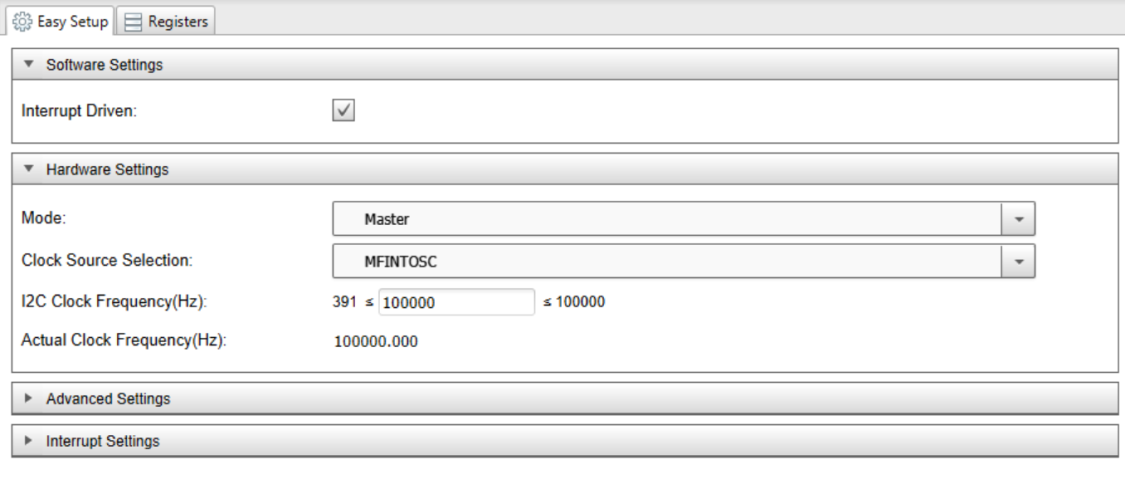 Easy Setup Registers
Software Settings
Interrupt Driven:
Hardware Settings
Mode: Master
Clock Source Selection: MFINTOSC
I2C Clock Frequency(Hz): 391 ≤ 100000 ≤ 100000
Actual Clock Frequency(Hz): 100000.000
Advanced Settings
Interrupt Settings